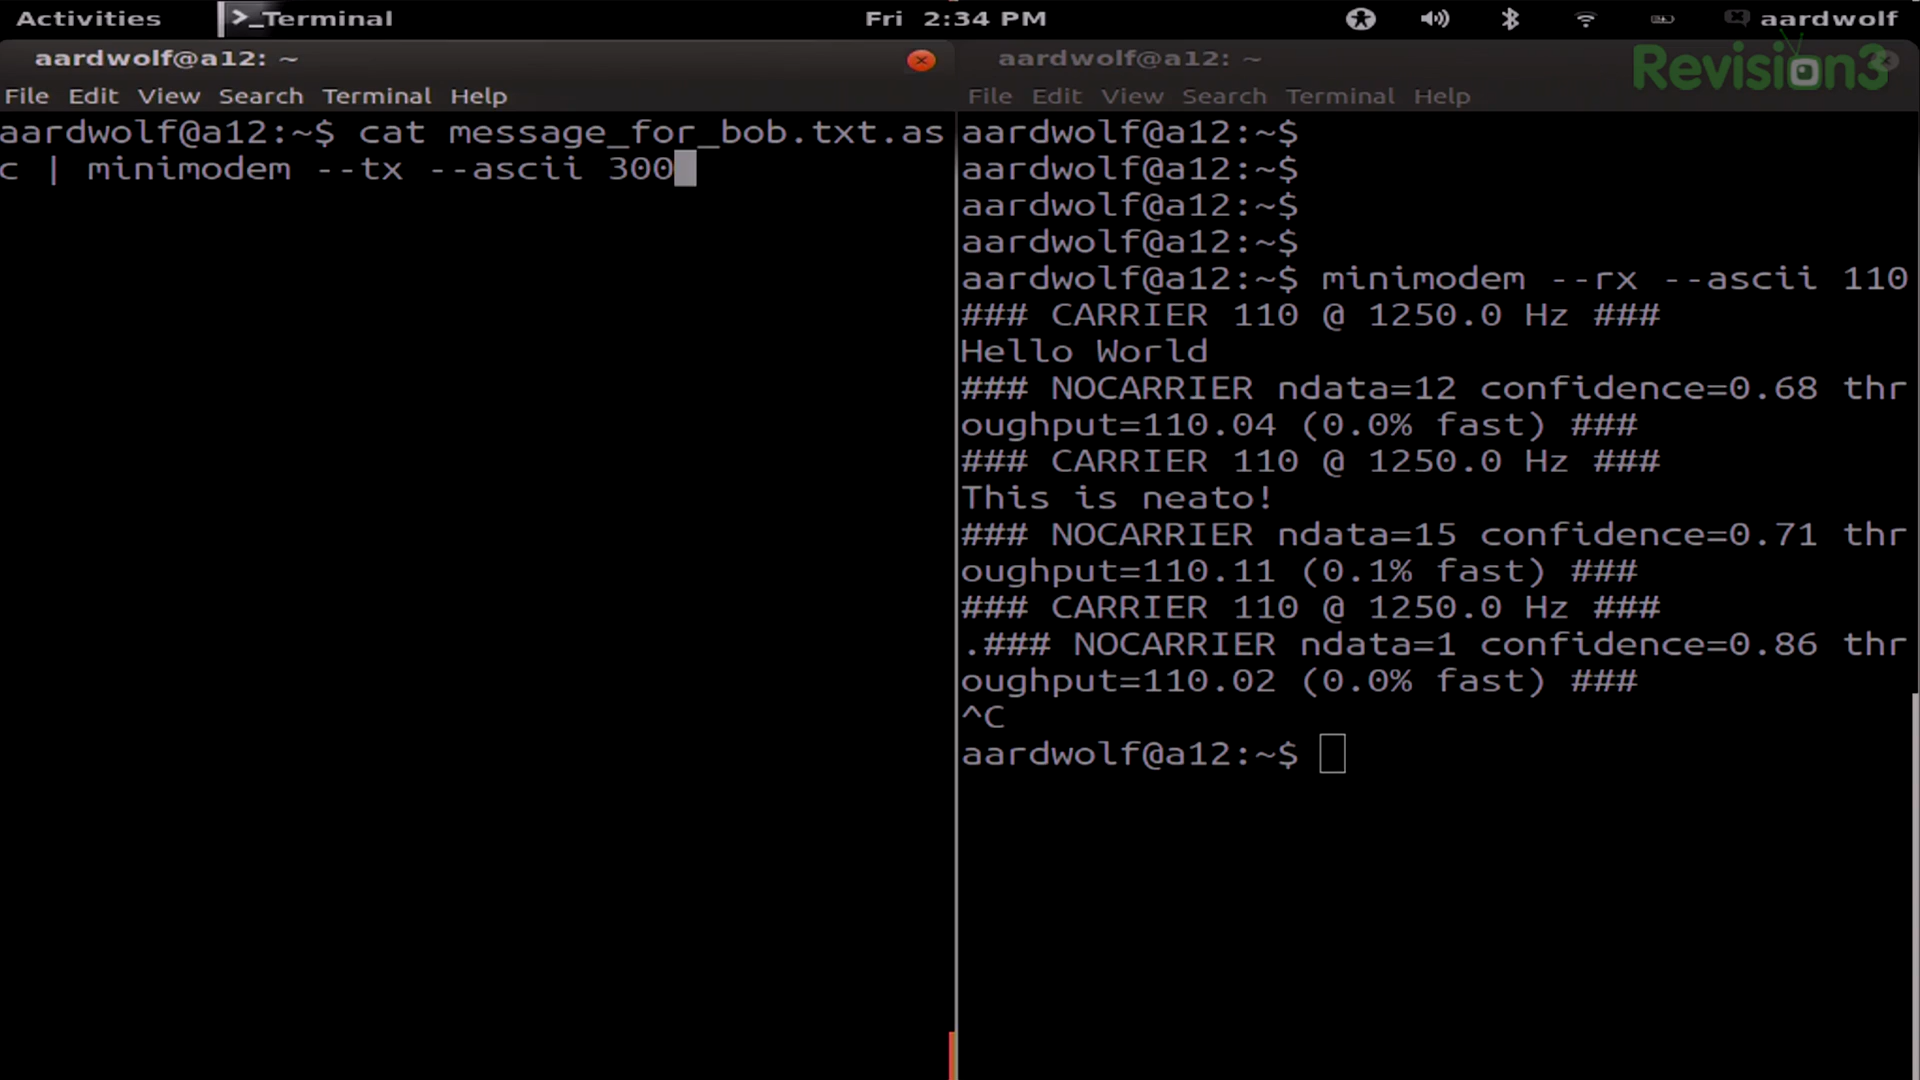 Activities >_Terminal Fri 2:34 PM aardwolf
aardwolf@a12: ~
File Edit View Search Terminal Help
aardwolf@a12:~$ cat message_for_bob.txt.as
c | minimodem --tx --ascii 300
aardwolf@a12: ~
Revision3
File Edit View Search Terminal Help
aardwolf@a12:~$
aardwolf@a12:~$
aardwolf@a12:~$
aardwolf@a12:~$
aardwolf@a12:~$ minimodem --rx --ascii 110
### CARRIER 110 @ 1250.0 Hz ###
Hello World
### NOCARRIER ndata=12 confidence=0.68 thr
oughput=110.04 (0.0% fast) ###
### CARRIER 110 @ 1250.0 Hz ###
This is neato!
### NOCARRIER ndata=15 confidence=0.71 thr
oughput=110.11 (0.1% fast) ###
### CARRIER 110 @ 1250.0 Hz ###
.### NOCARRIER ndata=1 confidence=0.86 thr
oughput=110.02 (0.0% fast) ###
^C
aardwolf@a12:~$